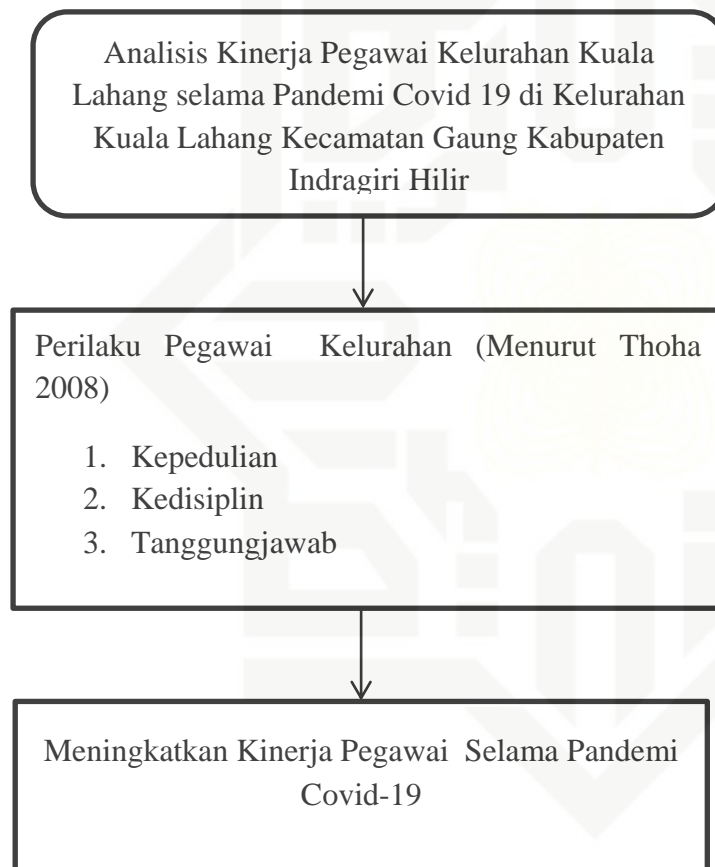 Analisis Kinerja Pegawai Kelurahan Kuala
Lahang selama Pandemi Covid 19 di Kelurahan
Kuala Lahang Kecamatan Gaung Kabupaten
Indragiri Hilir
Perilaku Pegawai Kelurahan (Menurut Thoha
2008)
1. Kepedulian
2. Kedisiplin
3. Tanggungjawab
Meningkatkan Kinerja Pegawai Selama Pandemi
Covid-19